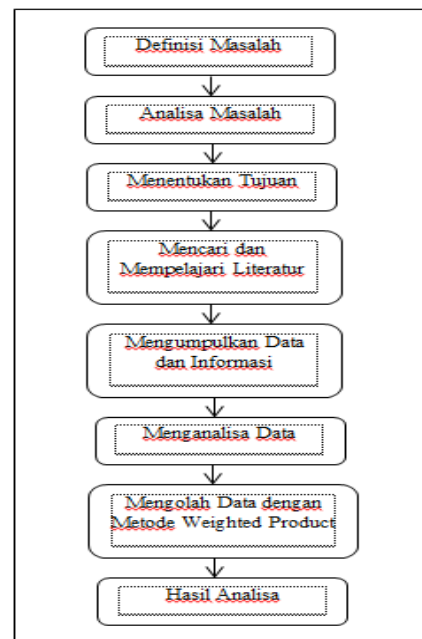 Definisi Masalah
Analisa Masalah
Menentukan Tujuan
Mencari dan
Mempelajari Literatur
Mengumpulkan Data
dan Informasi
Menganalisa Data
Mengolah Data dengan
Metode Weighted Product
Hasil Analisa